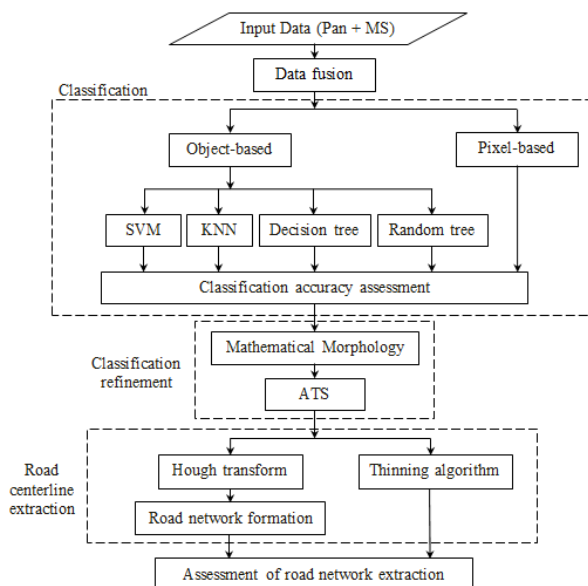 Input Data (Pan + MS)
Data fusion
Classification
Object-based
Pixel-based
SVM
KNN
Decision tree
Random tree
Classification accuracy assessment
Mathematical Morphology
Classification
refinement
ATS
Road
centerline
extraction
Hough transform
Thinning algorithm
Road network formation
Assessment of road network extraction